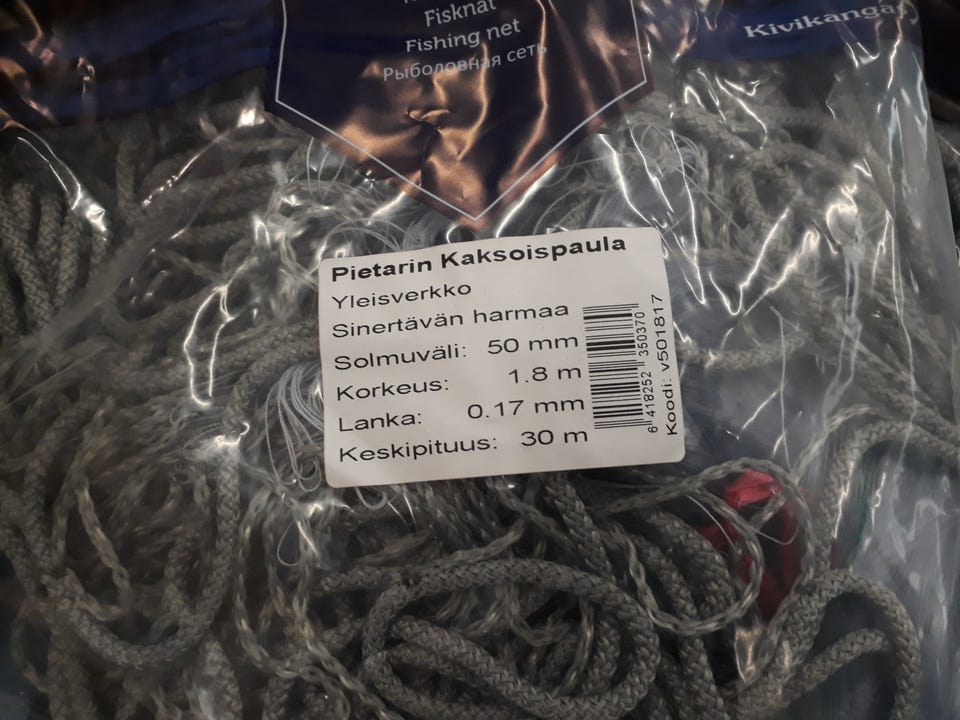 Fisknät
Fishing net
Рыболовная сеть
Kivikangas
Pietarin Kaksoispaula
Yleisverkko
Sinertävän harmaa
Solmuväli: 50 mm
Korkeus: 1.8 m
Lanka: 0.17 mm
Keskipituus: 30 m
6 418252 350370
Koodi: v501817